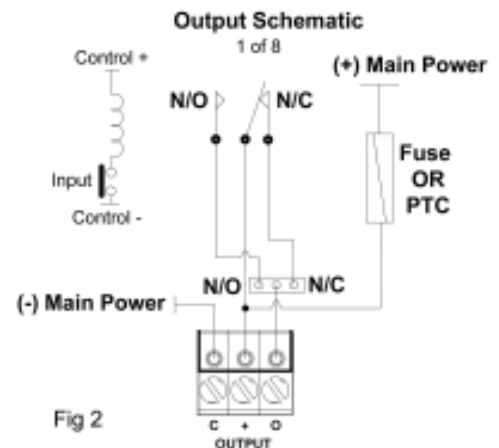 Output Schematic
1 of 8
Control +
(+) Main Power
N/O
N/C
Fuse
OR
PTC
Input
Control -
N/O
N/C
(-) Main Power
Fig 2
C + O
OUTPUT